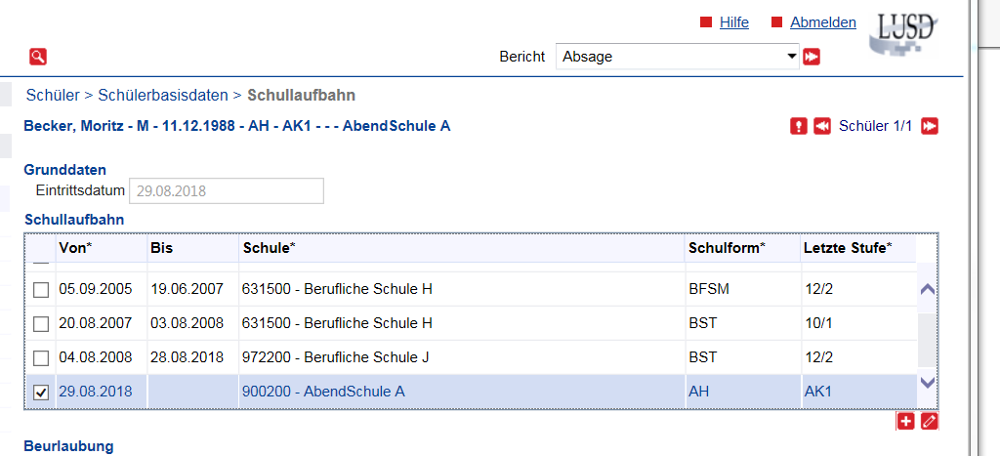 Hilfe Abmelden LUSD
Bericht Absage
Schüler > Schülerbasisdaten > Schullaufbahn
Becker, Moritz - M - 11.12.1988 - AH - AK1 - - - AbendSchule A Schüler 1/1
Grunddaten
Eintrittsdatum 29.08.2018
Schullaufbahn
Von* Bis Schule* Schulform* Letzte Stufe*
05.09.2005 19.06.2007 631500 - Berufliche Schule H BFSM 12/2
20.08.2007 03.08.2008 631500 - Berufliche Schule H BST 10/1
04.08.2008 28.08.2018 972200 - Berufliche Schule J BST 12/2
29.08.2018 900200 - AbendSchule A AH AK1
Beurlaubung